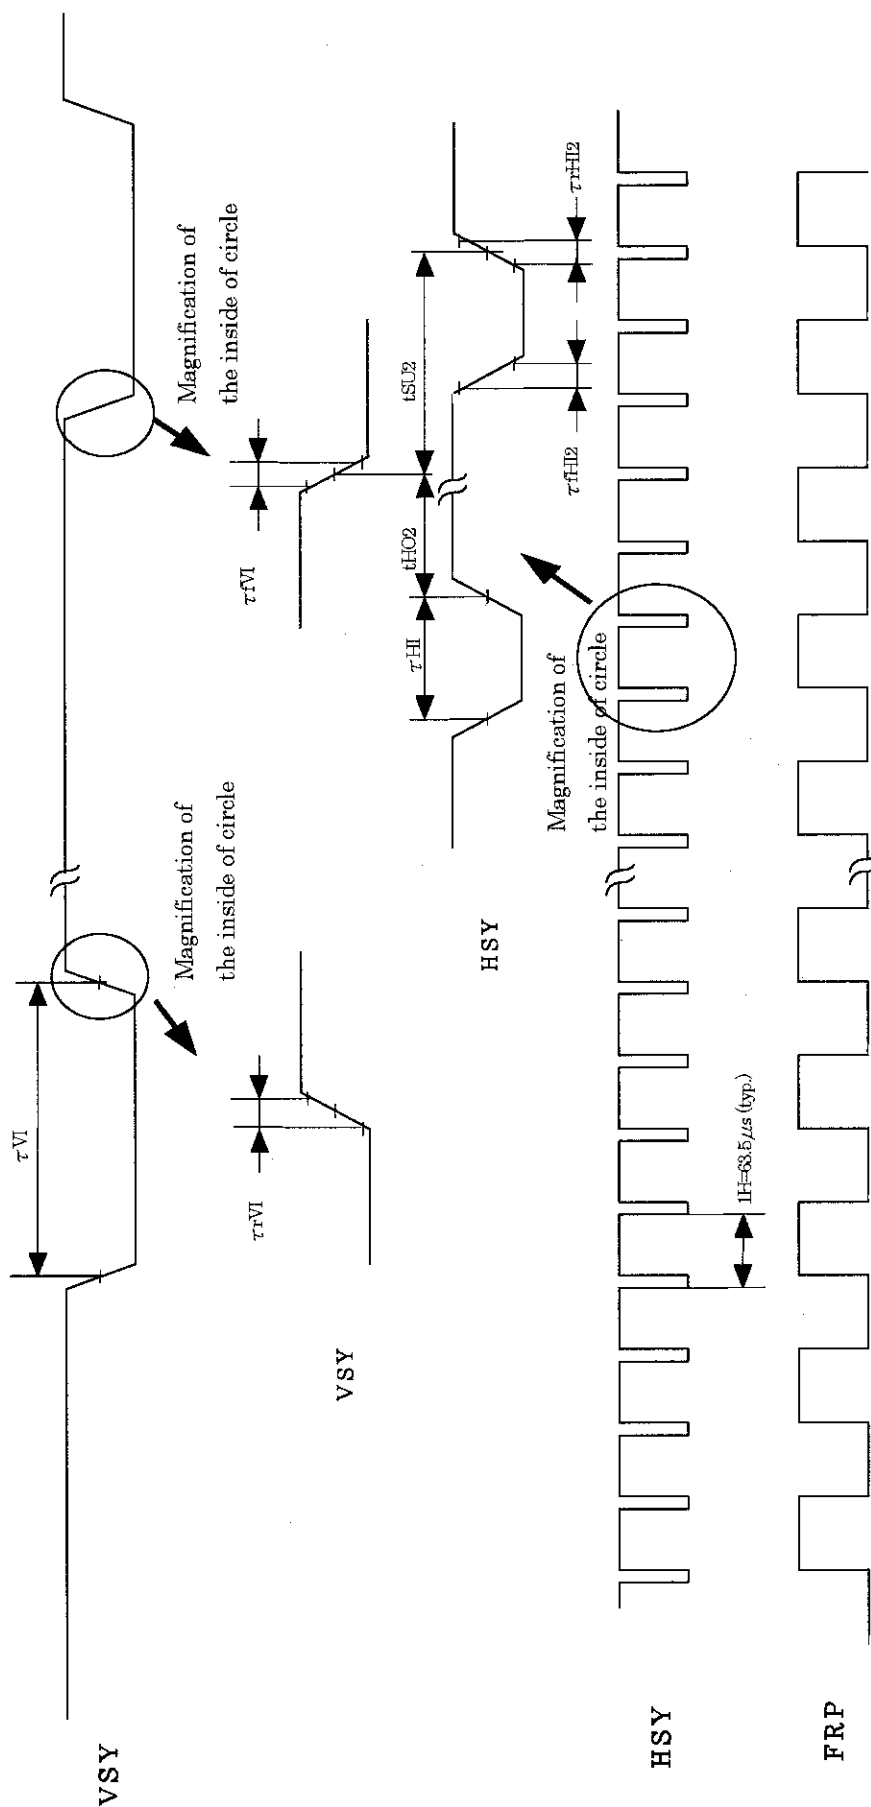 VSY
τVI
Magnification of
the inside of circle
Magnification of
the inside of circle
VSY
τrVI
τfVI
HSY
τHI
tHO2
tSU2
τfHI2
τrHI2
Magnification of
the inside of circle
HSY
1H=63.5μs(typ.)
FRP